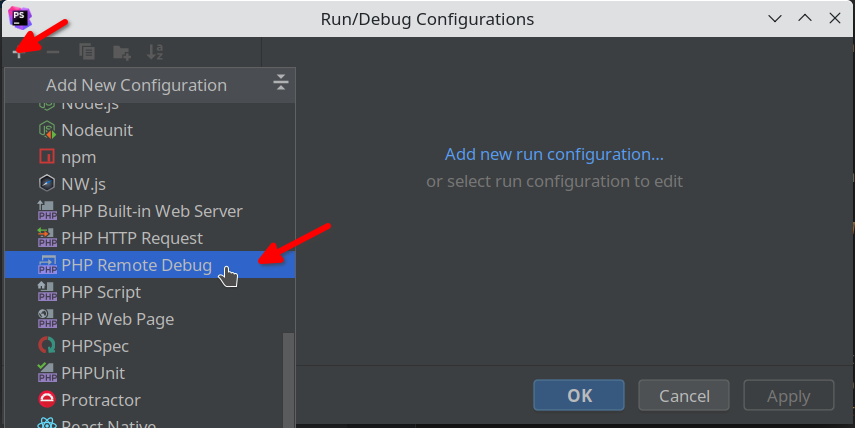 PS
Run/Debug Configurations
Add New Configuration
Node.js
Nodeunit
npm
NW.js
PHP Built-in Web Server
PHP HTTP Request
PHP Remote Debug
PHP Script
PHP Web Page
PHPSpec
PHPUnit
Protractor
React Native
Add new run configuration...
or select run configuration to edit
OK
Cancel
Apply